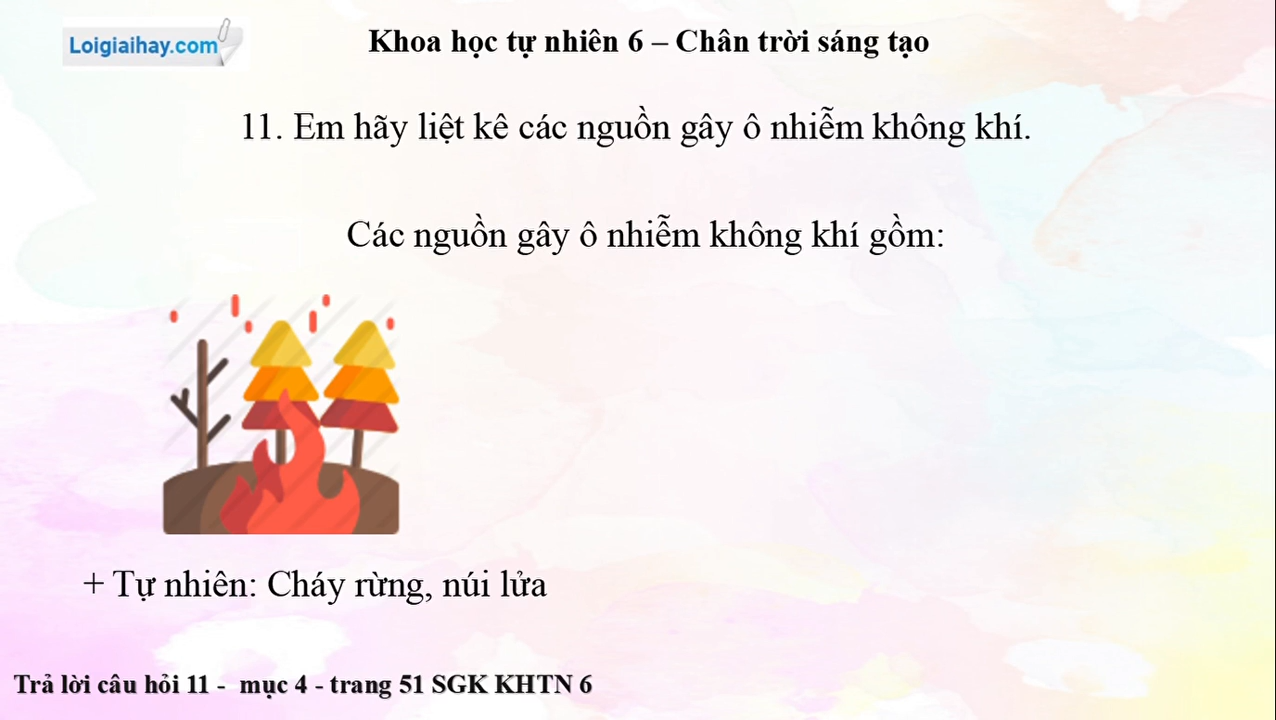 Loigiaihay.com
Khoa học tự nhiên 6 – Chân trời sáng tạo
11. Em hãy liệt kê các nguồn gây ô nhiễm không khí.
Các nguồn gây ô nhiễm không khí gồm:
+ Tự nhiên: Cháy rừng, núi lửa
Trả lời câu hỏi 11 - mục 4 - trang 51 SGK KHTN 6